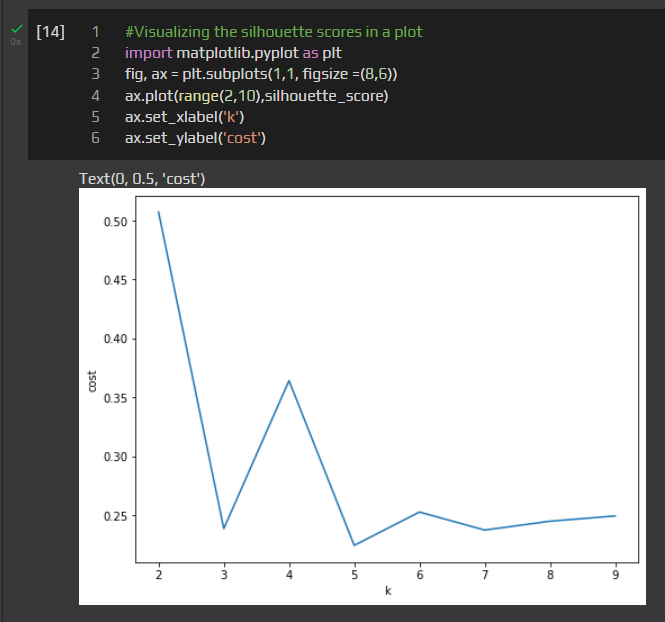 [14]
0s
1 #Visualizing the silhouette scores in a plot
2 import matplotlib.pyplot as plt
3 fig, ax = plt.subplots(1,1, figsize =(8,6))
4 ax.plot(range(2,10),silhouette_score)
5 ax.set_xlabel('k')
6 ax.set_ylabel('cost')
Text(0, 0.5, 'cost')
0.50
0.45
0.40
0.35
0.30
0.25
cost
2 3 4 5 6 7 8 9
k